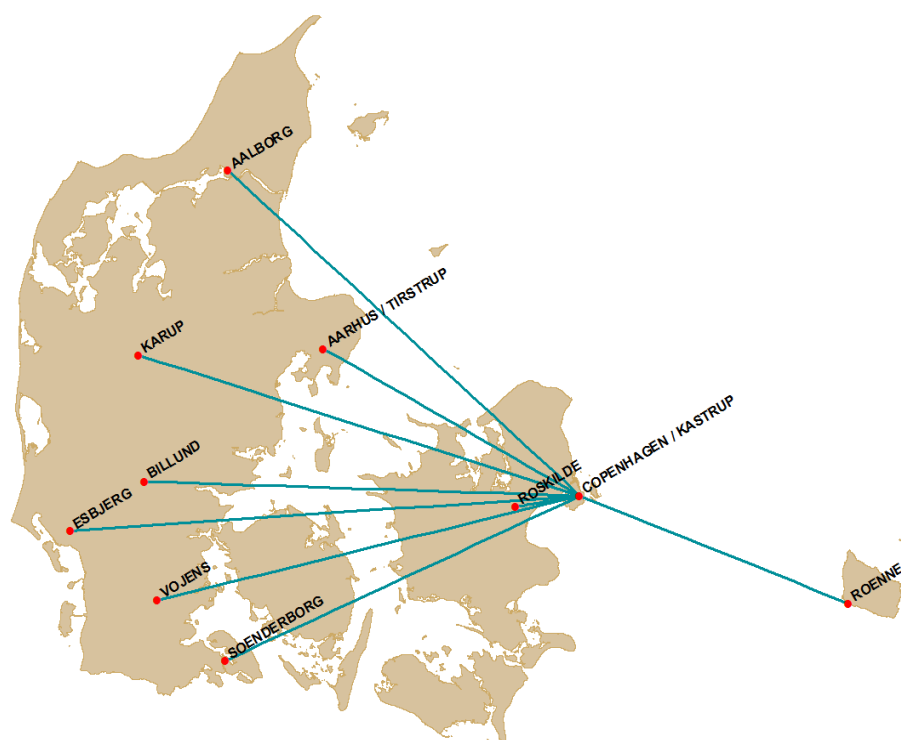 AALBORG
AARHUS / TIRSTRUP
KARUP
COPENHAGEN / KASTRUP
BILLUND
ROSKILDE
ESBJERG
VOJENS
ROENNE
SOENDERBORG